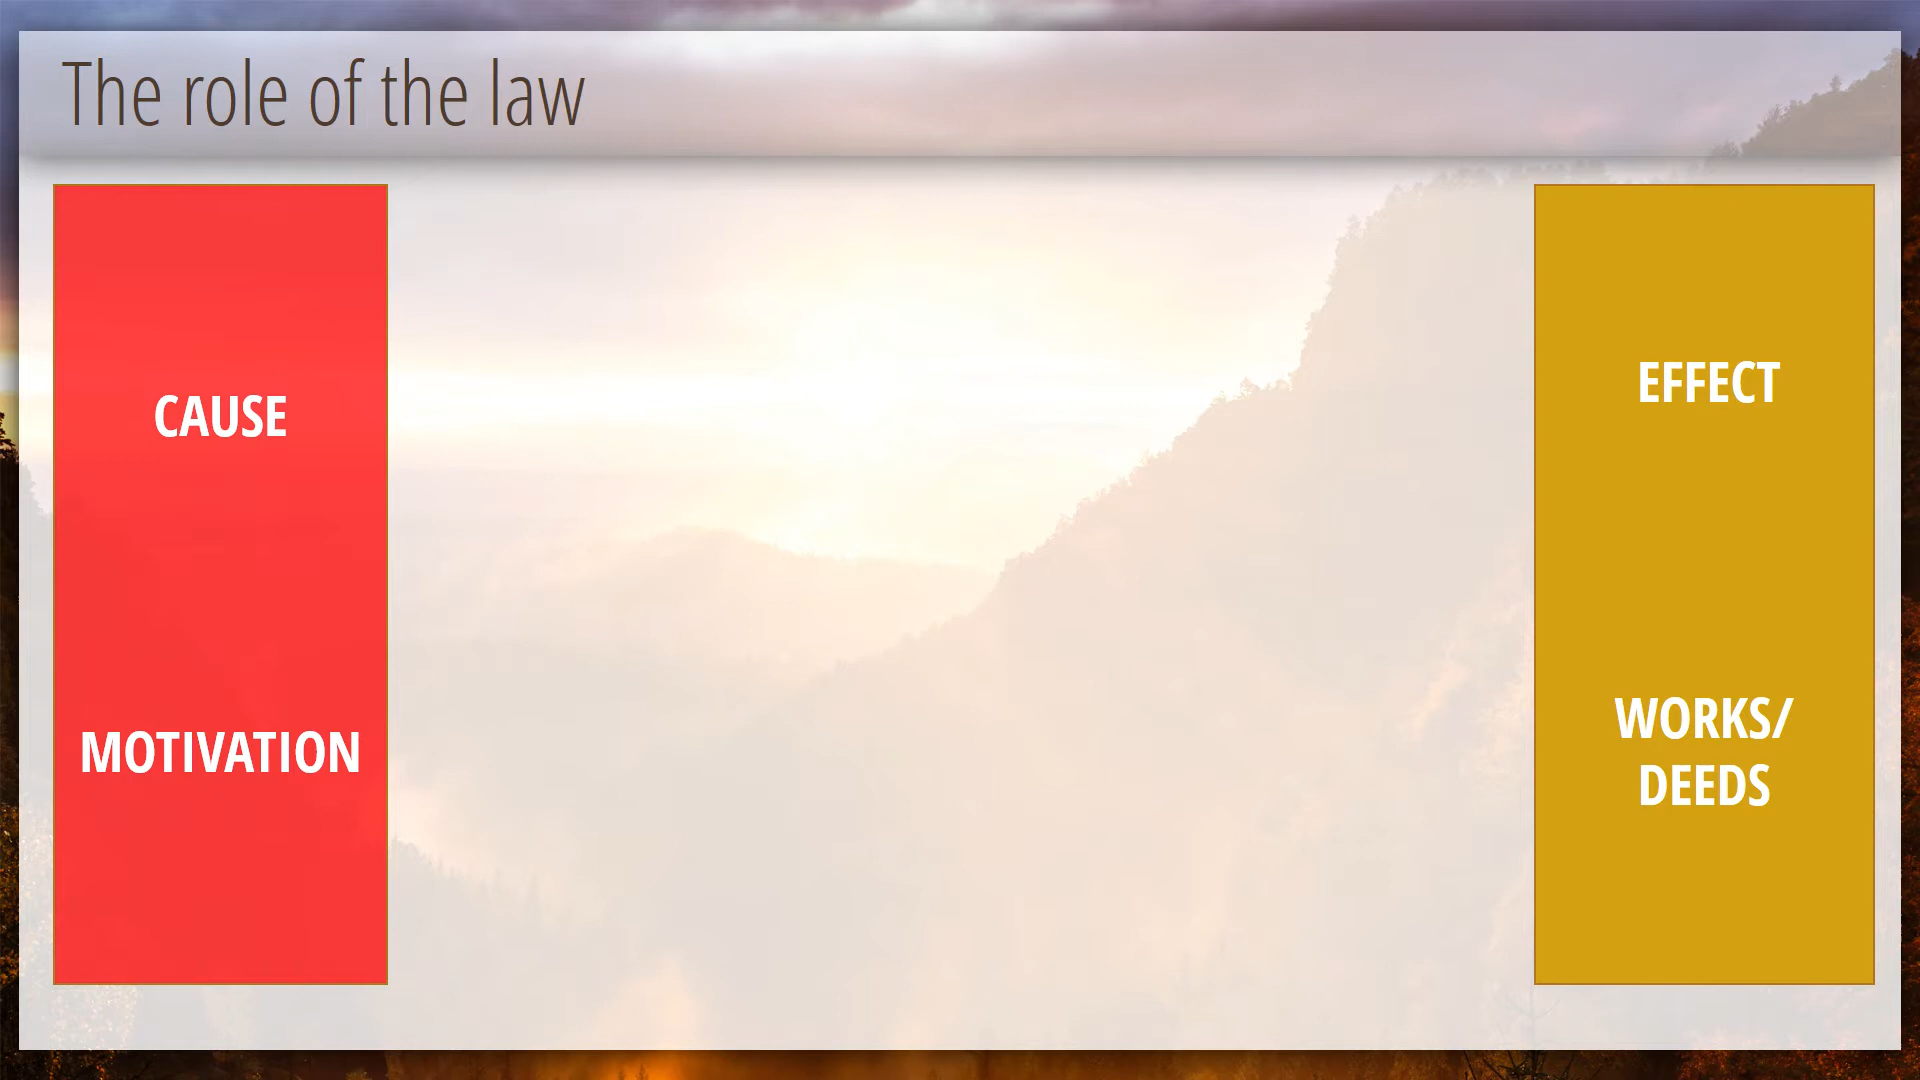 The role of the law
CAUSE
MOTIVATION
EFFECT
WORKS/
DEEDS